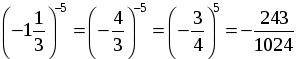 (−1 1/3)^−5 = (−4/3)^−5 = (−3/4)^5 = −243/1024